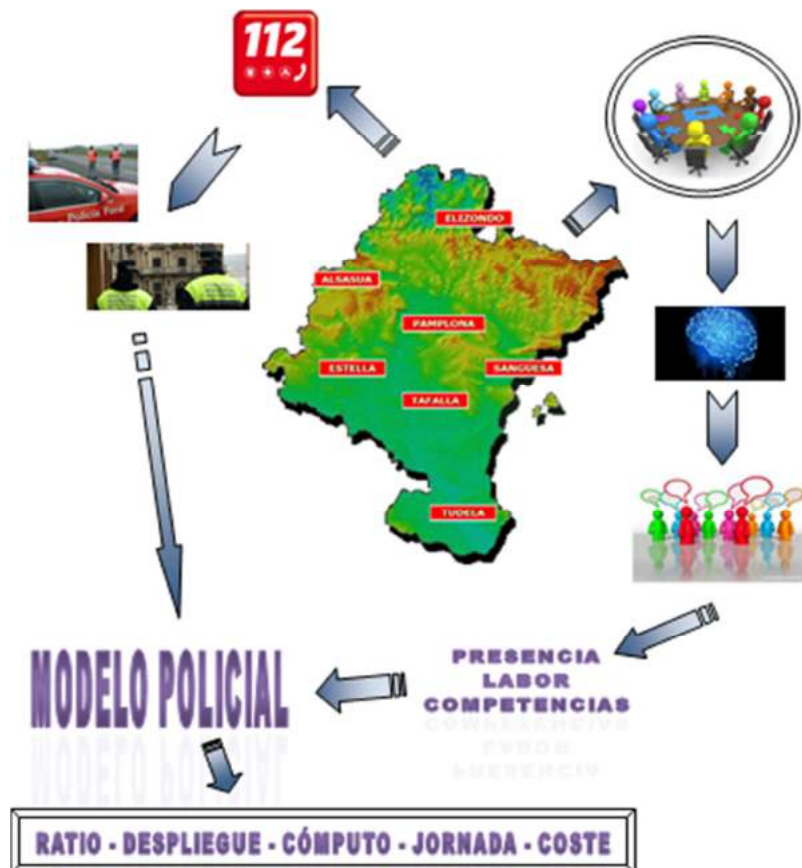 112
Policía Foral
ELIZONDO
ALSASUA
PAMPLONA
ESTELLA
SANGÜESA
TAFALLA
TUDELA
PRESENCIA
LABOR
COMPETENCIAS
MODELO POLICIAL
RATIO - DESPLIEGUE - CÓMPUTO - JORNADA - COSTE